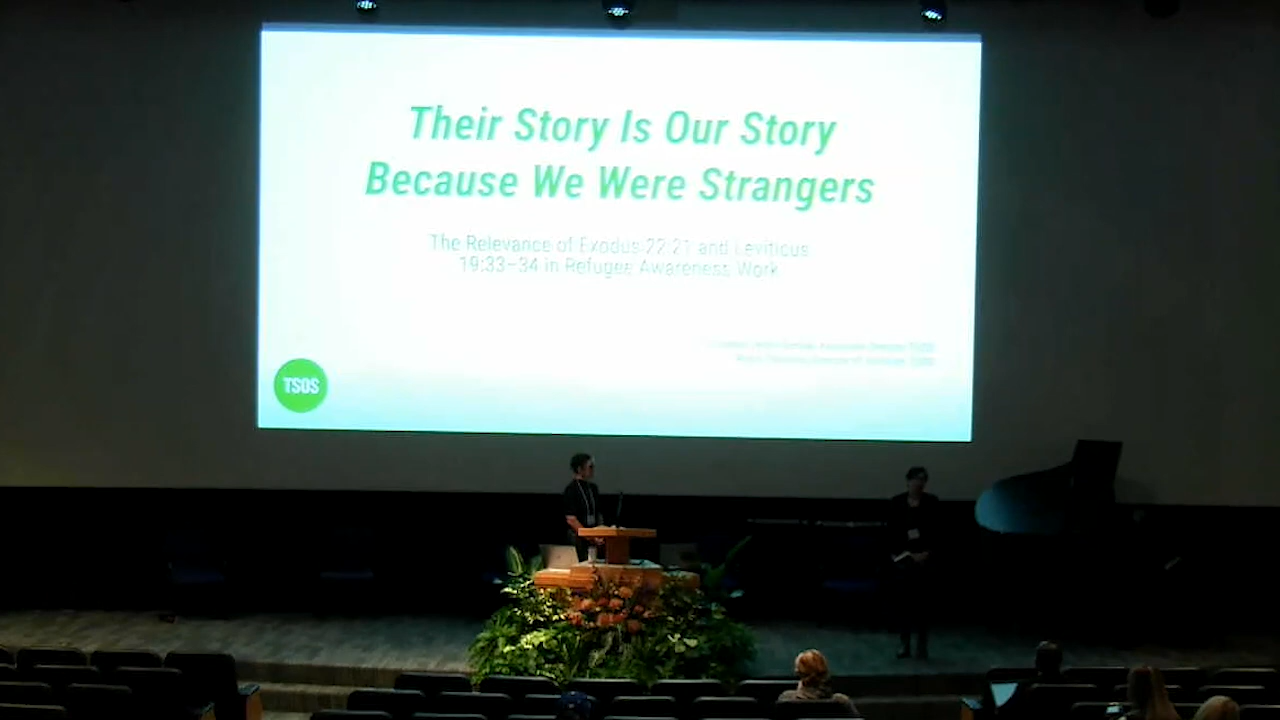 Their Story Is Our Story
Because We Were Strangers
The Relevance of Exodus 22:21 and Leviticus
19:33–34 in Refugee Awareness Work
TSOS